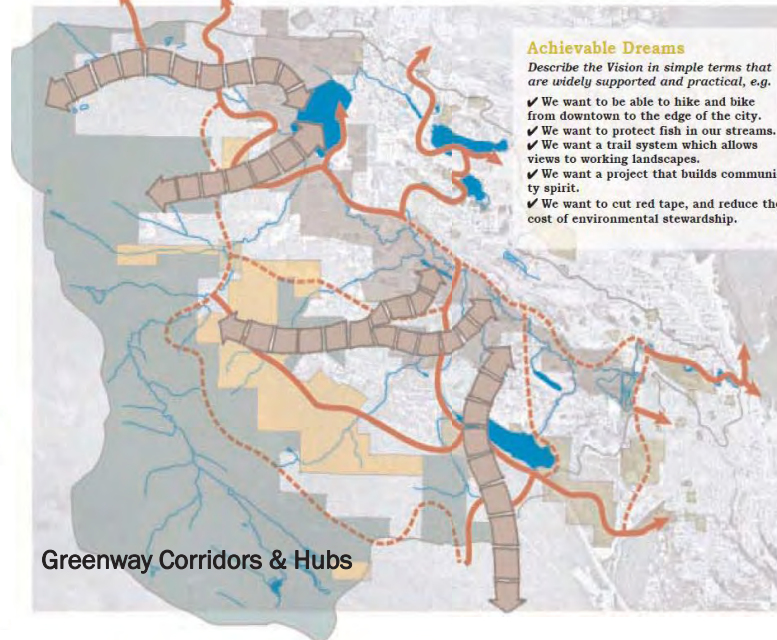 Achievable Dreams
Describe the Vision in simple terms that
are widely supported and practical, e.g.
✔ We want to be able to hike and bike
from downtown to the edge of the city.
✔ We want to protect fish in our streams.
✔ We want a trail system which allows
views to working landscapes.
✔ We want a project that builds communi
ty spirit.
✔ We want to cut red tape, and reduce the
cost of environmental stewardship.
Greenway Corridors & Hubs